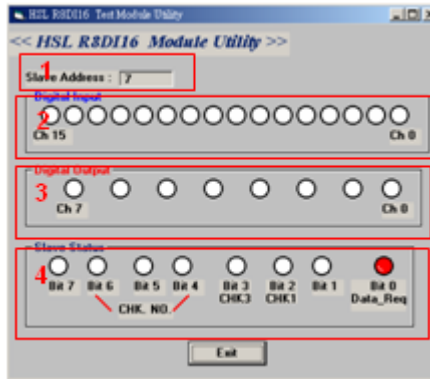 HSL R8DI16 Test Module Utility
<< HSL R8DI16 Module Utility >>
1
Slave Address : 7
Digital Input
2
Ch 15 Ch 0
Digital Output
3
Ch 7 Ch 0
Slave Status
4
Bit 7 Bit 6 Bit 5 Bit 4 Bit 3 Bit 2 Bit 1 Bit 0
CHK3 CHK1 Data_Req
CHK. NO.
Exit